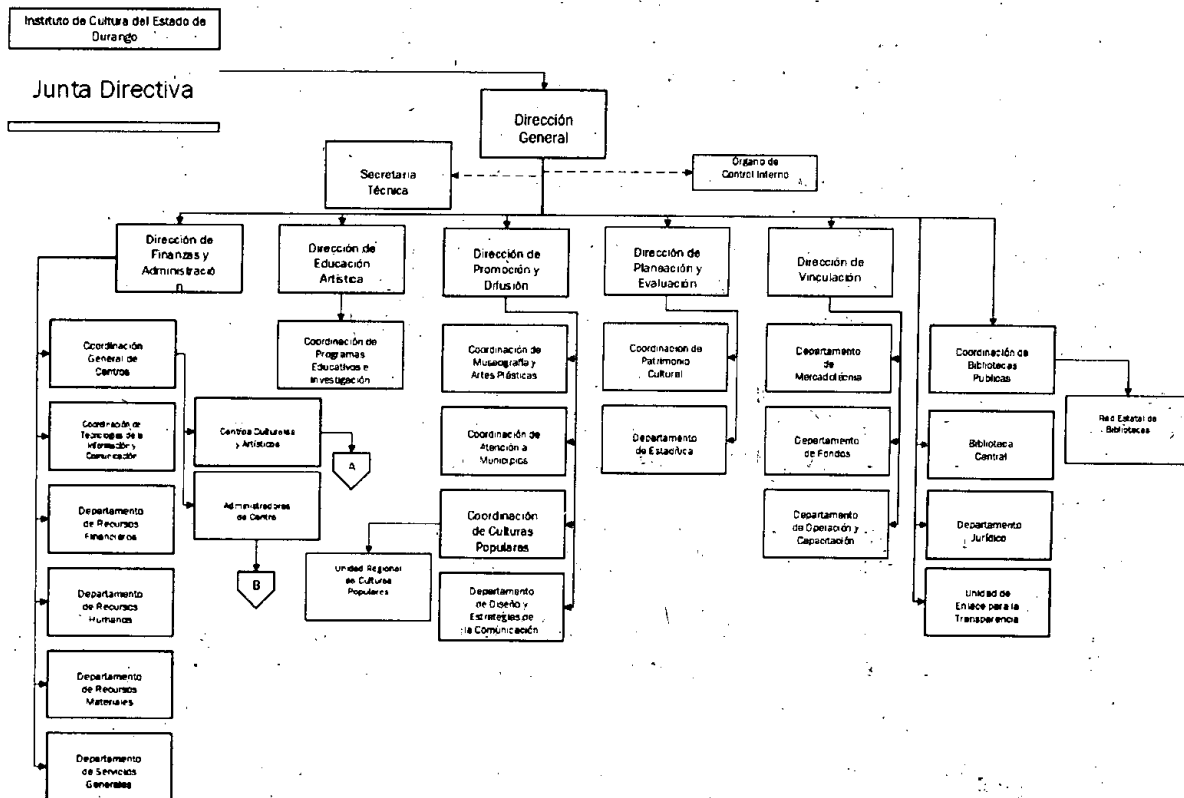 Instituto de Cultura del Estado de
Durango
Junta Directiva
Dirección
General
Secretaria
Técnica
Órgano de
Control Interno
Dirección de
Finanzas y
Administració
n
Dirección de
Educación
Artística
Dirección de
Promoción y
Difusión
Dirección de
Planeación y
Evaluación
Dirección de
Vinculación
Coordinación
General de
Centros
Coordinación de
Programas
Educativos e
Investigación
Coordinación de
Museografía y
Artes Plásticas
Coordinación de
Patrimonio
Cultural
Departamento
de
Mercadotecnia
Coordinación de
Bibliotecas
Publicas
Red Estatal de
Bibliotecas
Coordinación de
Tecnologías de la
Información y
Comunicación
Centros Culturales
y Artísticos
A
Coordinación de
Atención a
Municipios
Departamento
de Estadítica
Departamento
de Fondos
Biblioteca
Central
Departamento
de Recursos
Financieros
Administradores
de Centro
B
Coordinación
de Culturas
Populares
Unidad Regional
de Culturas
Populares
Departamento
de Operación y
Capacitación
Departamento
Jurídico
Departamento
de Recursos
Humanos
Departamento
de Diseño y
Estrategias de
la Comunicación
Unidad de
Enlace para la
Transparencia
Departamento
de Recursos
Materiales
Departamento
de Servicios
Generales